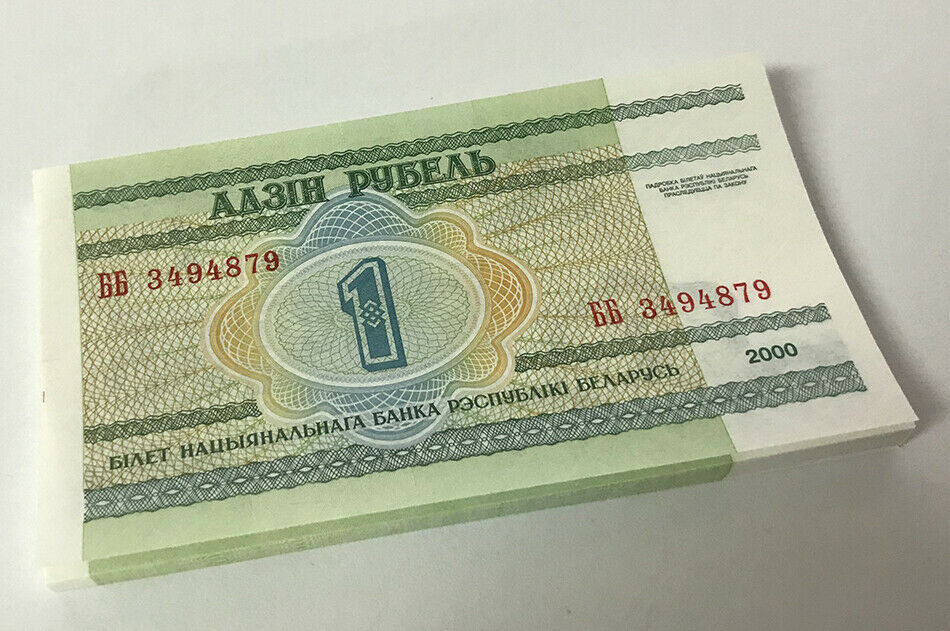 АДЗІН РУБЕЛЬ
ПАДРОБКА БІЛЕТАЎ НАЦЫЯНАЛЬНАГА
БАНКА РЭСПУБЛІКІ БЕЛАРУСЬ
ПРАСЛЕДУЕЦЦА ПА ЗАКОНУ
ББ 3494879
1
ББ 3494879
2000
БІЛЕТ НАЦЫЯНАЛЬНАГА БАНКА РЭСПУБЛІКІ БЕЛАРУСЬ